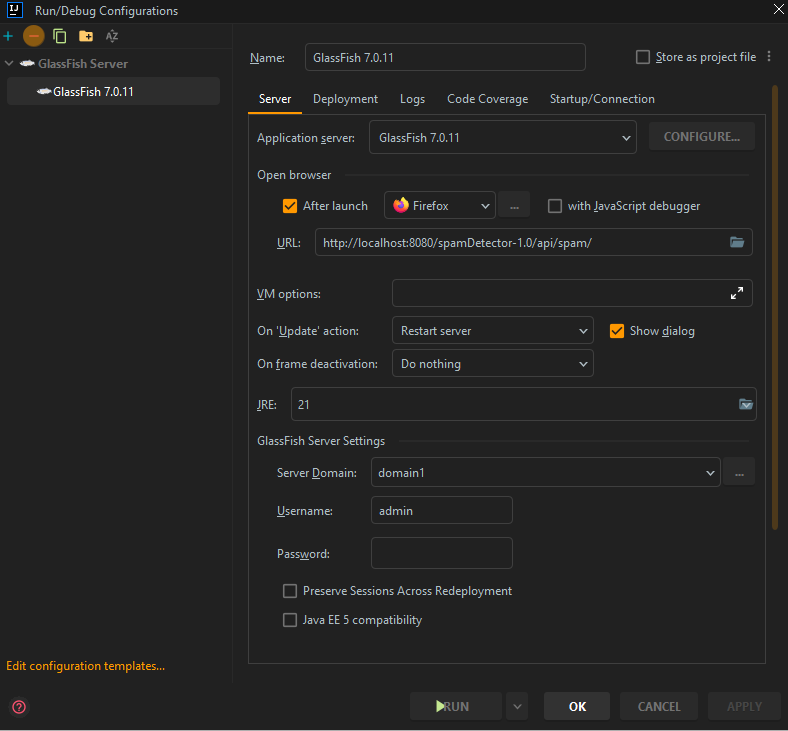 IJ Run/Debug Configurations
GlassFish Server
GlassFish 7.0.11
Name: GlassFish 7.0.11 Store as project file
Server Deployment Logs Code Coverage Startup/Connection
Application server: GlassFish 7.0.11 CONFIGURE...
Open browser
After launch Firefox ... with JavaScript debugger
URL: http://localhost:8080/spamDetector-1.0/api/spam/
VM options:
On 'Update' action: Restart server Show dialog
On frame deactivation: Do nothing
JRE: 21
GlassFish Server Settings
Server Domain: domain1 ...
Username: admin
Password:
Preserve Sessions Across Redeployment
Java EE 5 compatibility
Edit configuration templates...
? RUN OK CANCEL APPLY